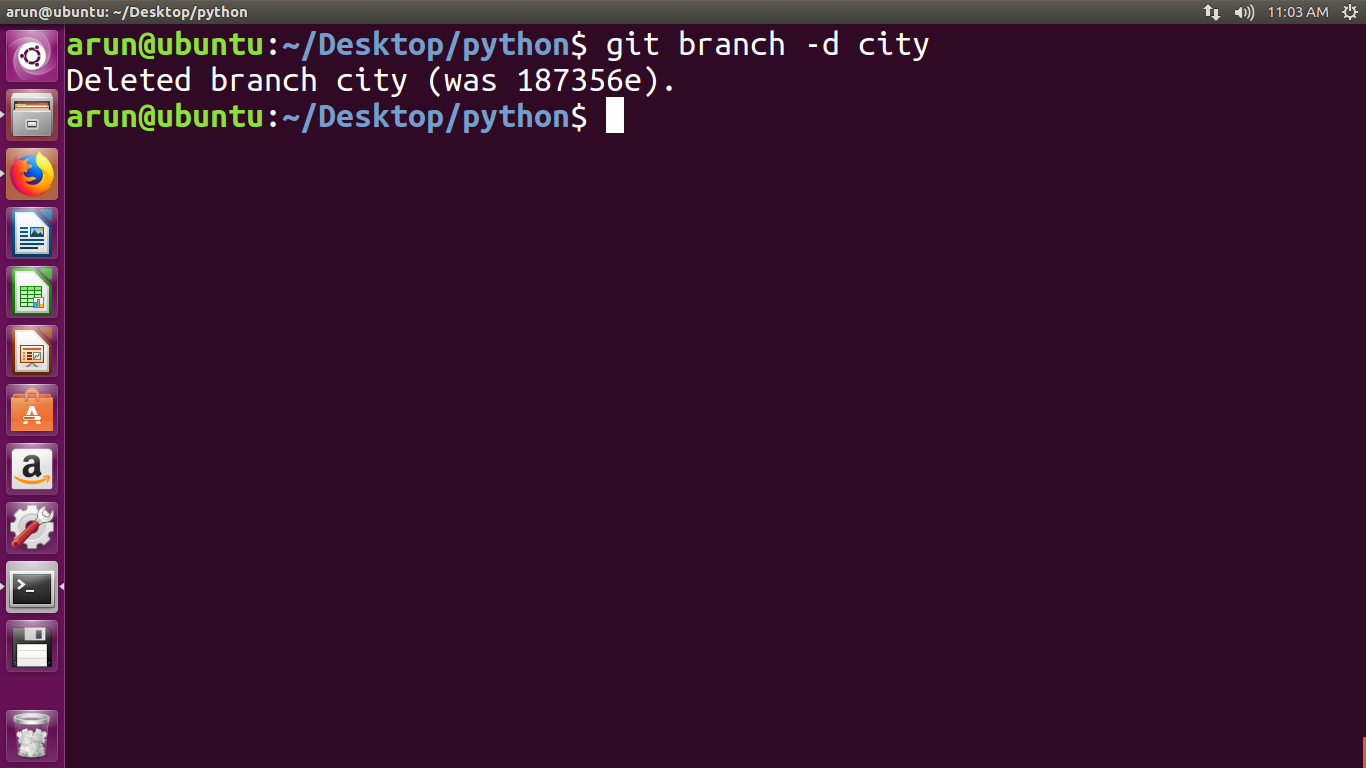 arun@ubuntu: ~/Desktop/python
11:03 AM
arun@ubuntu:~/Desktop/python$ git branch -d city
Deleted branch city (was 187356e).
arun@ubuntu:~/Desktop/python$